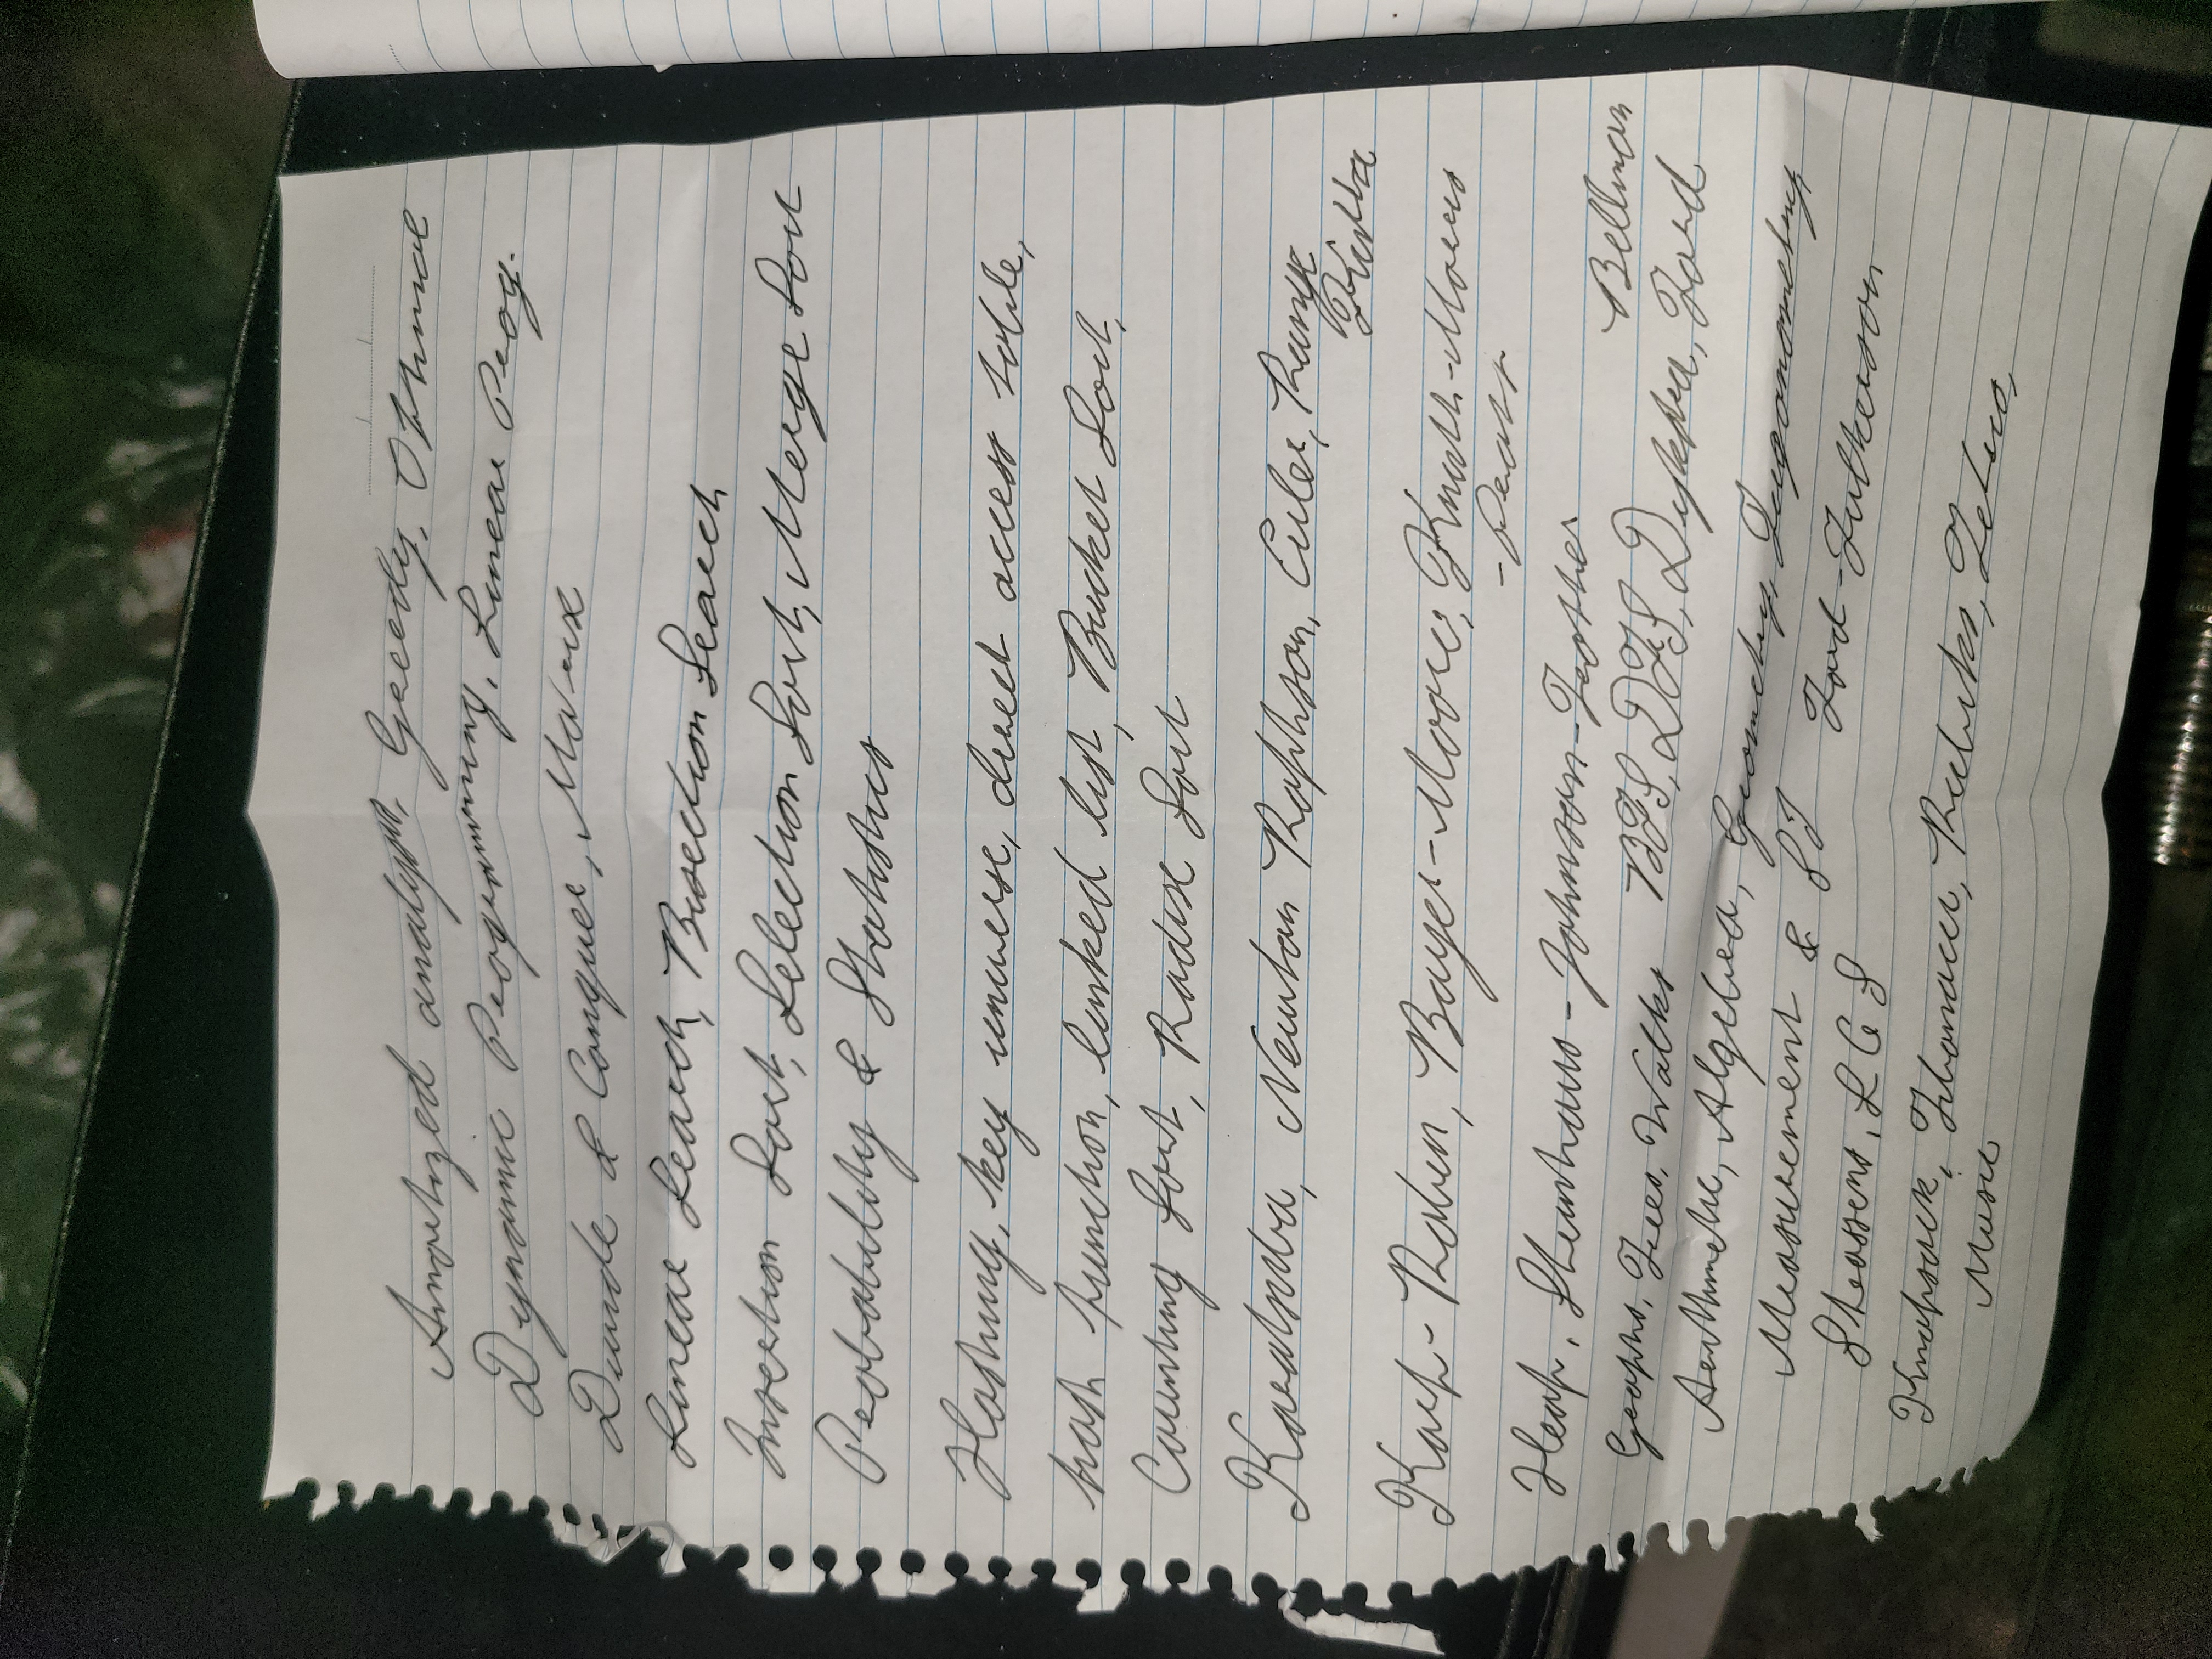 Amortized analysis, Greedy, Optimal
Dynamic Programming, Linear Prog.
Divide & Conquer, Matrix
Linear Search, Bisection Search
Insertion Sort, Selection Sort, Merge Sort
Probability & Statistics
Hashing, key universe, direct access table,
hash function, linked list, Bucket Sort,
Counting Sort, Radix Sort
Karatsuba, Newton Raphson, Euler, Runge
Kutta
Karp-Rabin, Boyer-Moore, Knuth-Morris
-Pratt
Heap, Steinhaus-Johnson-Trotter
Bellman
Graphs, Trees, Walks BFS, DFS, Dijkstra, Ford
Arithmetic, Algebra, Geometry, Trigonometry,
Measurement & SI Ford-Fulkerson
Strassens, LCS
Knapsack, Fibonacci, Rubiks, Tetris,
Music